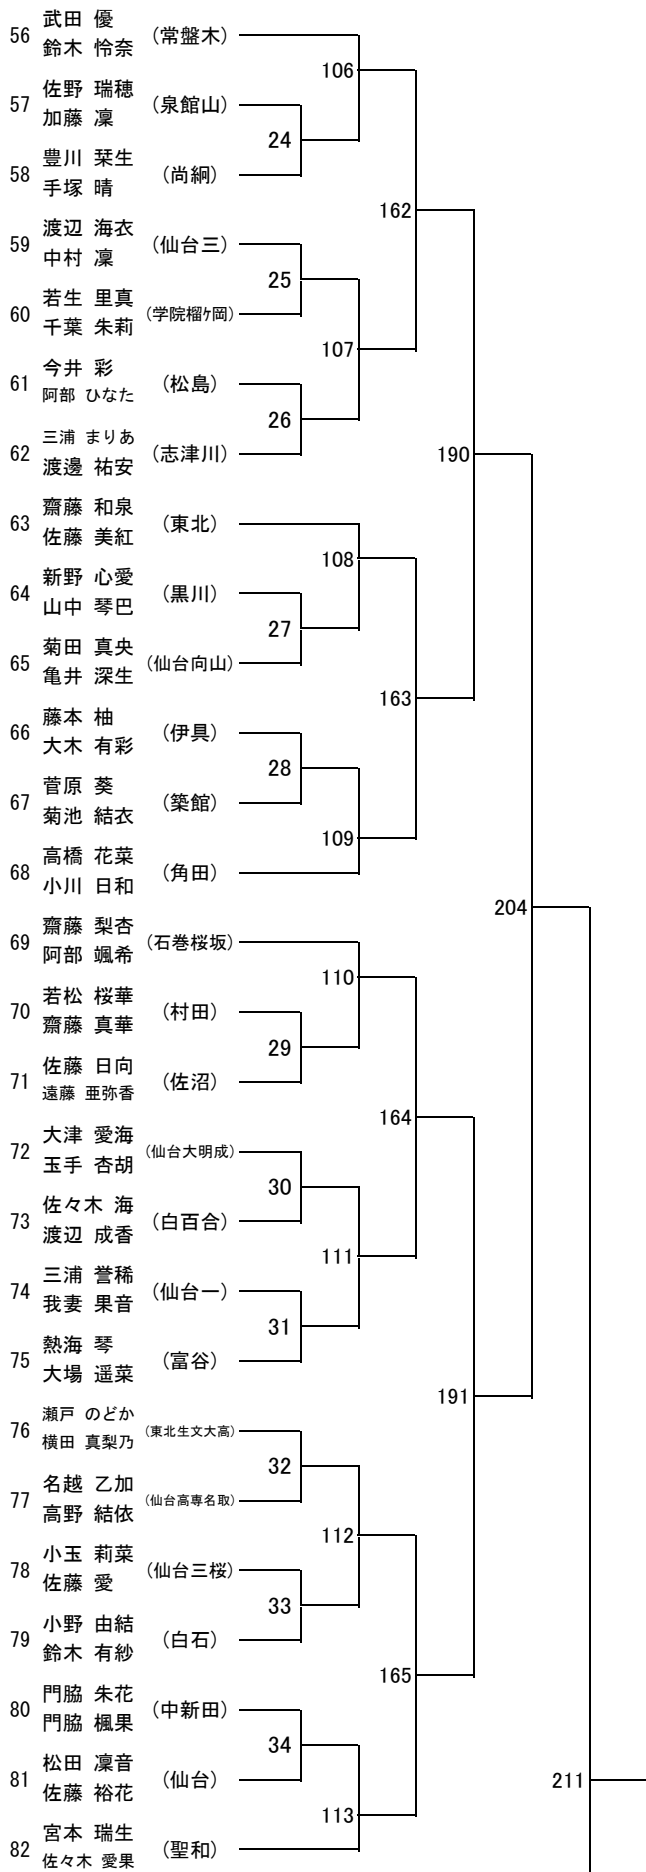 56 武田 優 (常盤木)
鈴木 怜奈
106
57 佐野 瑞穂 (泉館山)
加藤 凜
24
58 豊川 栞生 (尚絅)
手塚 晴
162
59 渡辺 海衣 (仙台三)
中村 凜
25
60 若生 里真 (学院榴ケ岡)
千葉 朱莉
107
61 今井 彩 (松島)
阿部 ひなた
26
62 三浦 まりあ (志津川)
渡邊 祐安
190
63 齋藤 和泉 (東北)
佐藤 美紅
108
64 新野 心愛 (黒川)
山中 琴巴
27
65 菊田 真央 (仙台向山)
亀井 深生
163
66 藤本 柚 (伊具)
大木 有彩
28
67 菅原 葵 (築館)
菊池 結衣
109
68 高橋 花菜 (角田)
小川 日和
204
69 齋藤 梨杏 (石巻桜坂)
阿部 颯希
110
70 若松 桜華 (村田)
齋藤 真華
29
71 佐藤 日向 (佐沼)
遠藤 亜弥香
164
72 大津 愛海 (仙台大明成)
玉手 杏胡
30
73 佐々木 海 (白百合)
渡辺 成香
111
74 三浦 誉稀 (仙台一)
我妻 果音
31
75 熱海 琴 (富谷)
大場 遥菜
191
76 瀬戸 のどか (東北生文大高)
横田 真梨乃
32
77 名越 乙加 (仙台高専名取)
高野 結依
112
78 小玉 莉菜 (仙台三桜)
佐藤 愛
33
79 小野 由結 (白石)
鈴木 有紗
165
80 門脇 朱花 (中新田)
門脇 楓果
34
81 松田 凜音 (仙台)
佐藤 裕花
211
113
82 宮本 瑞生 (聖和)
佐々木 愛果